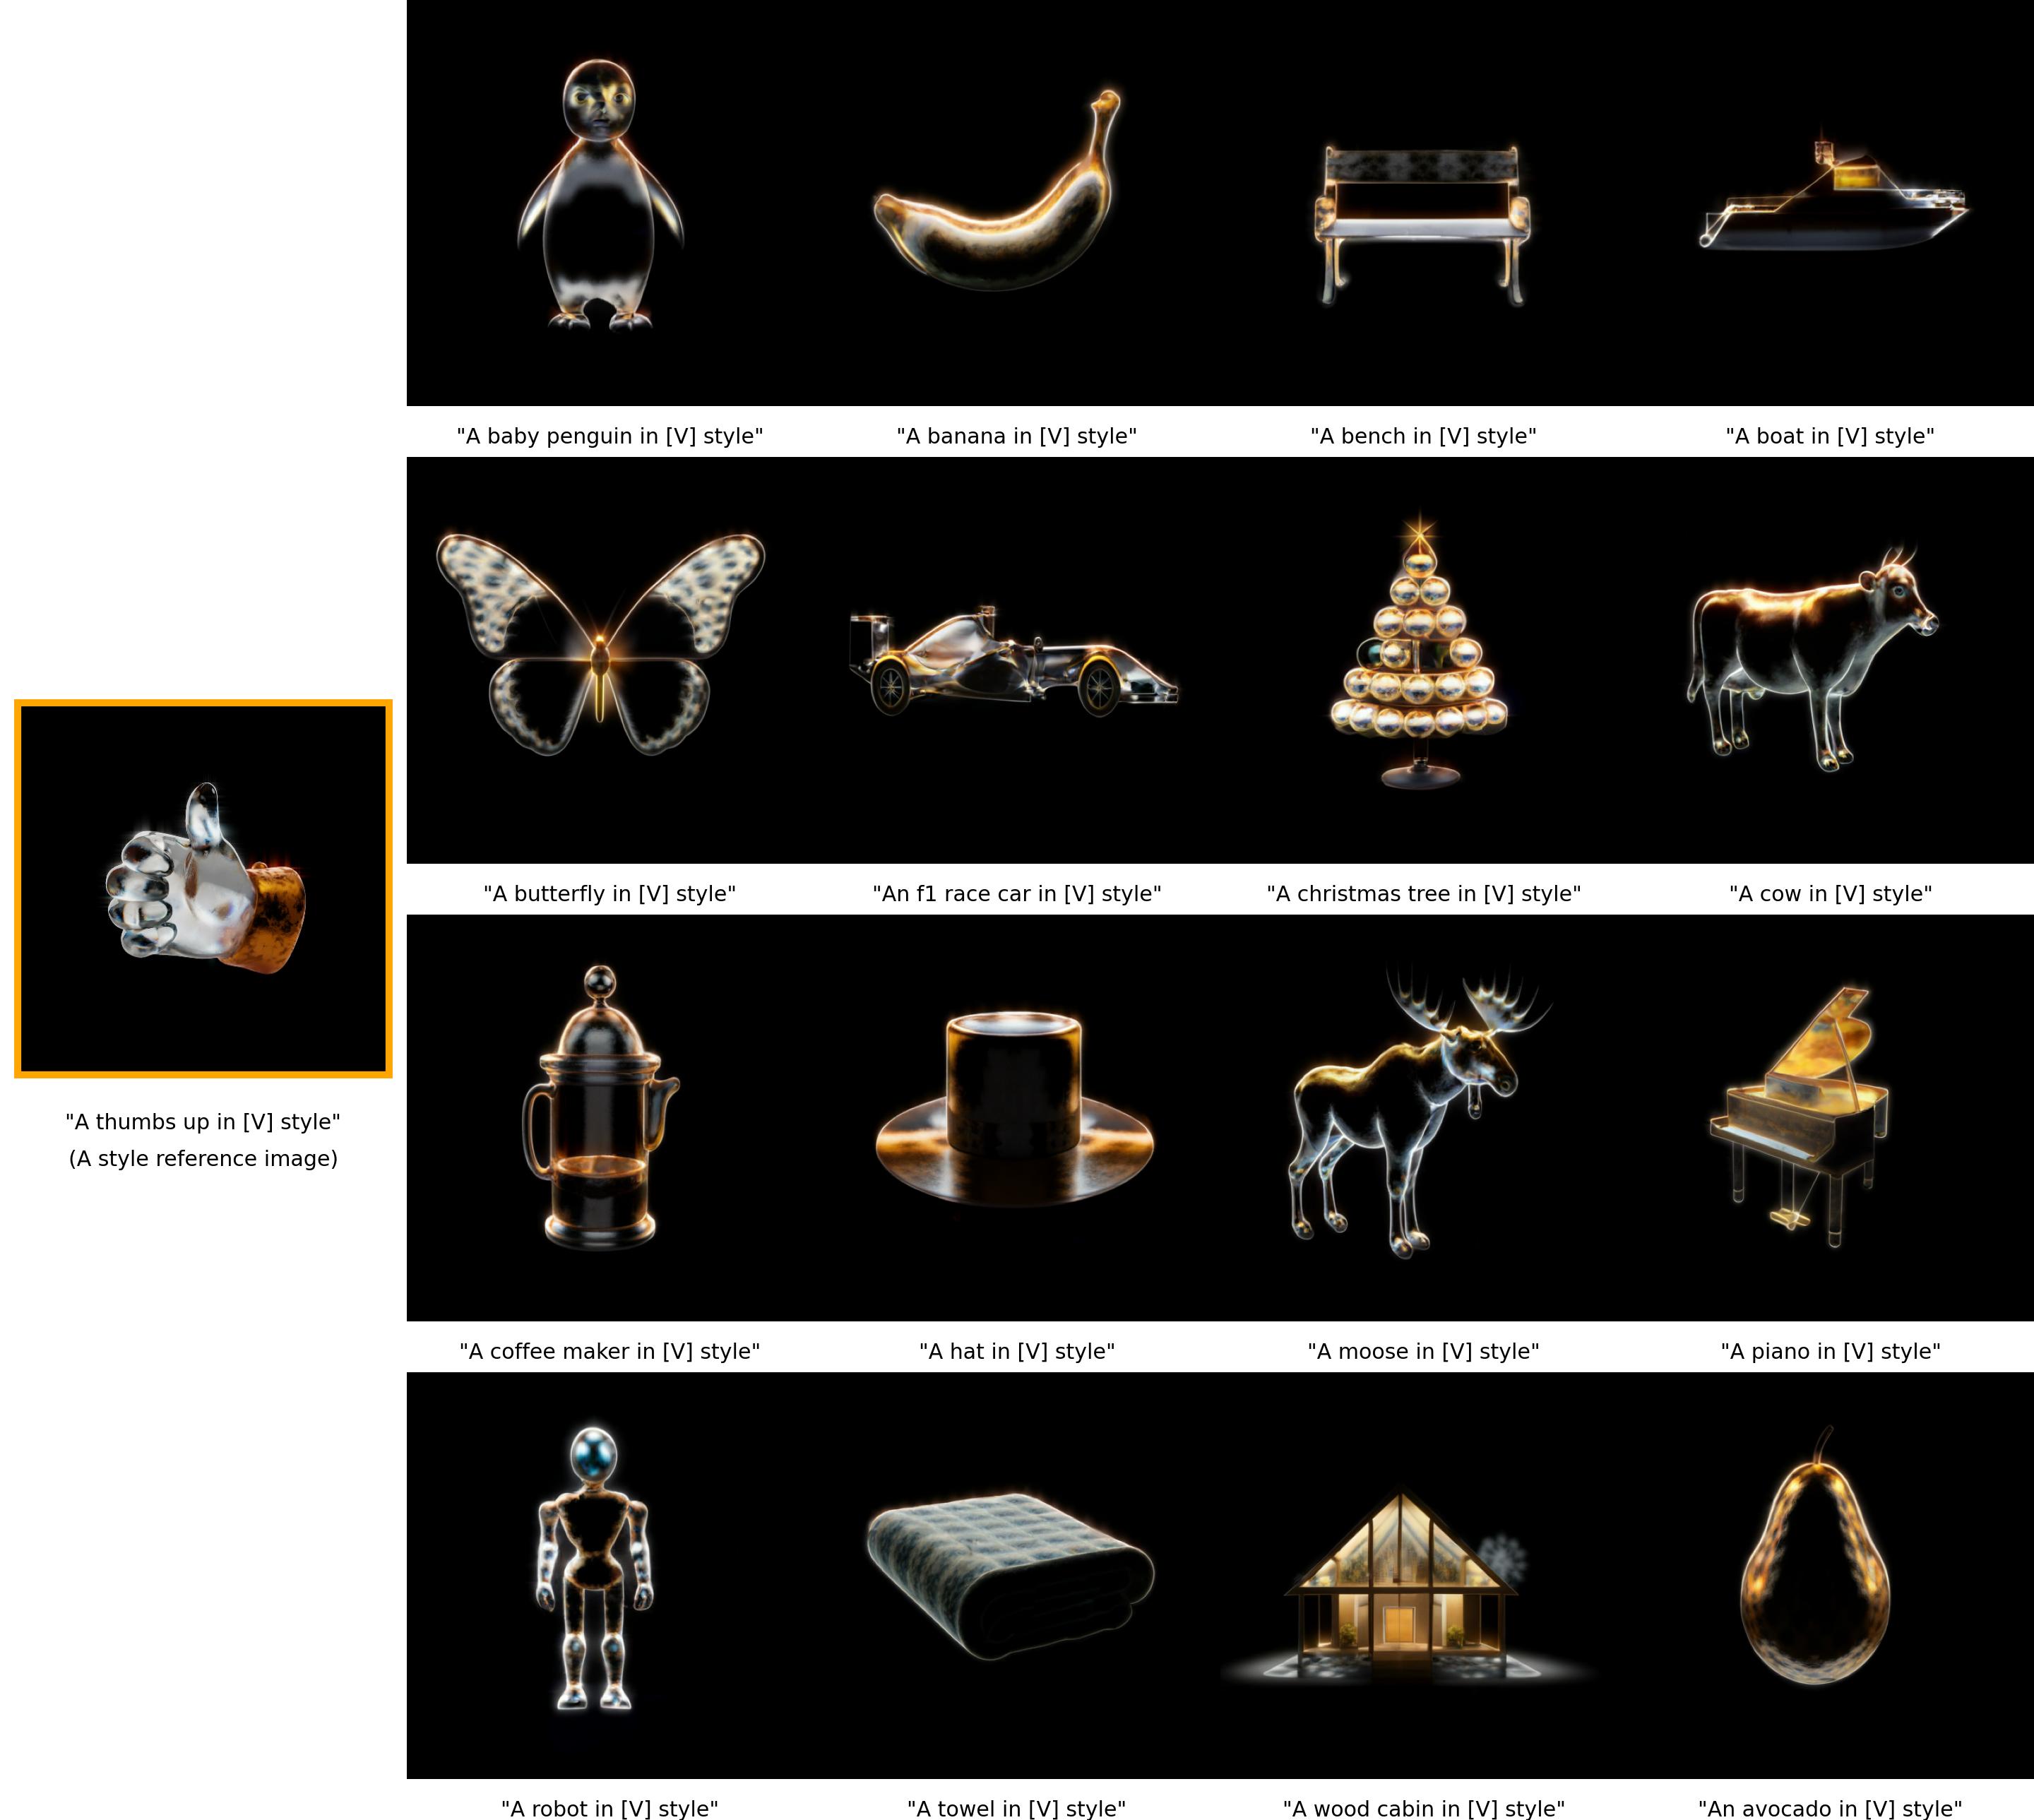 "A baby penguin in [V] style"
"A banana in [V] style"
"A bench in [V] style"
"A boat in [V] style"
"A butterfly in [V] style"
"An f1 race car in [V] style"
"A christmas tree in [V] style"
"A cow in [V] style"
"A thumbs up in [V] style"
(A style reference image)
"A coffee maker in [V] style"
"A hat in [V] style"
"A moose in [V] style"
"A piano in [V] style"
"A robot in [V] style"
"A towel in [V] style"
"A wood cabin in [V] style"
"An avocado in [V] style"